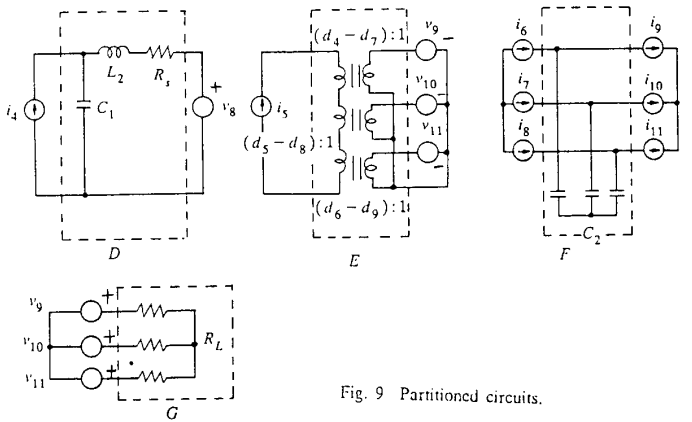 i4
C1
L2
Rs
+
v8
D
(d4 − d7) : 1
(d5 − d8) : 1
(d6 − d9) : 1
i5
v9
−
v10
−
v11
−
E
i6
i7
i8
i9
i10
i11
C2
F
v9
+
v10
+
v11
+
RL
G
Fig. 9 Partitioned circuits.